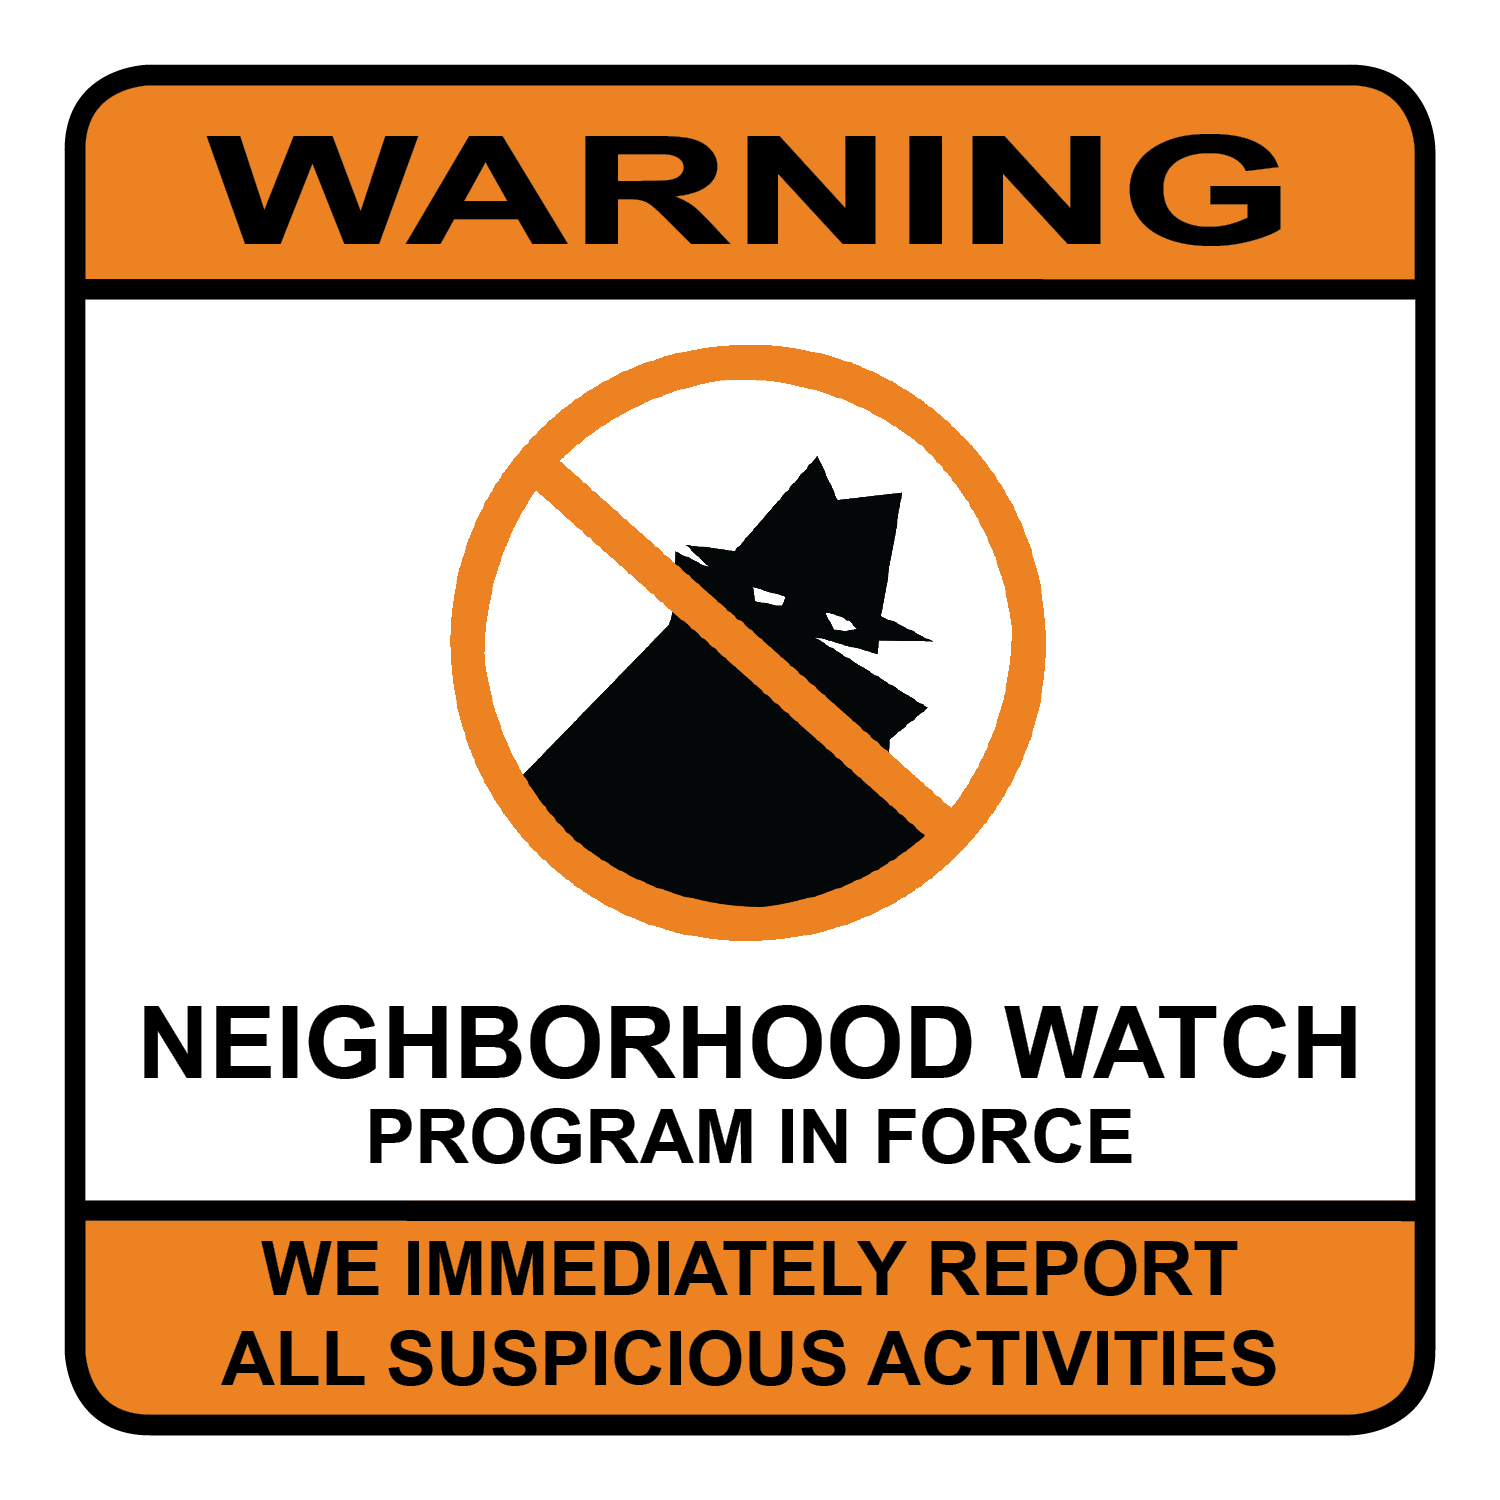 WARNING
NEIGHBORHOOD WATCH
PROGRAM IN FORCE
WE IMMEDIATELY REPORT
ALL SUSPICIOUS ACTIVITIES